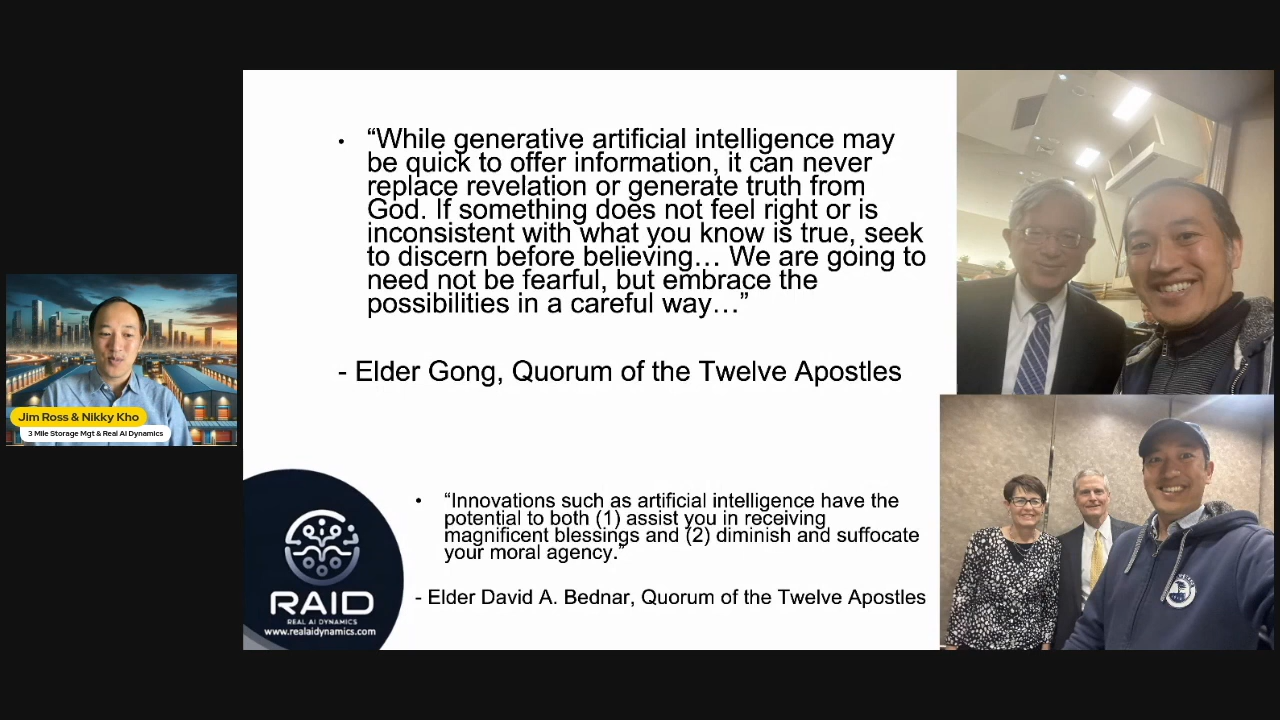 • “While generative artificial intelligence may
be quick to offer information, it can never
replace revelation or generate truth from
God. If something does not feel right or is
inconsistent with what you know is true, seek
to discern before believing… We are going to
need not be fearful, but embrace the
possibilities in a careful way…”
- Elder Gong, Quorum of the Twelve Apostles
Jim Ross & Nikky Kho
3 Mile Storage Mgt & Real AI Dynamics
• “Innovations such as artificial intelligence have the
potential to both (1) assist you in receiving
magnificent blessings and (2) diminish and suffocate
your moral agency.”
- Elder David A. Bednar, Quorum of the Twelve Apostles
RAID
REAL AI DYNAMICS
www.realaidynamics.com